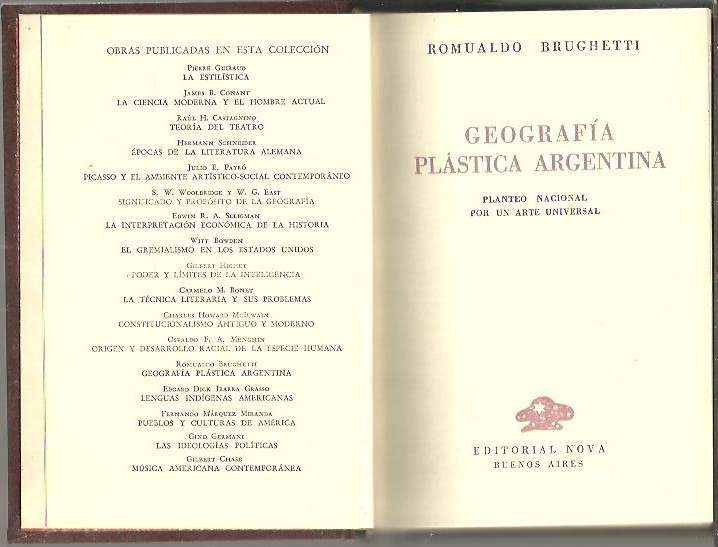 OBRAS PUBLICADAS EN ESTA COLECCIÓN
PIERRE GUIRAUD
LA ESTILÍSTICA
JAMES B. CONANT
LA CIENCIA MODERNA Y EL HOMBRE ACTUAL
RAÚL H. CASTAGNINO
TEORÍA DEL TEATRO
HERMANN SCHNEIDER
ÉPOCAS DE LA LITERATURA ALEMANA
JULIO E. PAYRÓ
PICASSO Y EL AMBIENTE ARTÍSTICO-SOCIAL CONTEMPORÁNEO
S. W. WOOLBRIDGE Y W. G. EAST
SIGNIFICADO Y PROPÓSITO DE LA GEOGRAFÍA
EDWIN R. A. SELIGMAN
LA INTERPRETACIÓN ECONÓMICA DE LA HISTORIA
WITT BOWDEN
EL GREMIALISMO EN LOS ESTADOS UNIDOS
GILBERT HIGHET
PODER Y LÍMITES DE LA INTELIGENCIA
CARMELO M. BONET
LA TÉCNICA LITERARIA Y SUS PROBLEMAS
CHARLES HOWARD MCILWAIN
CONSTITUCIONALISMO ANTIGUO Y MODERNO
OSVALDO F. A. MENGHIN
ORIGEN Y DESARROLLO RACIAL DE LA ESPECIE HUMANA
ROMUALDO BRUGHETTI
GEOGRAFÍA PLÁSTICA ARGENTINA
EDGARD DICK IBARRA GRASSO
LENGUAS INDÍGENAS AMERICANAS
FERNANDO MÁRQUEZ MIRANDA
PUEBLOS Y CULTURAS DE AMÉRICA
GINO GERMANI
LAS IDEOLOGÍAS POLÍTICAS
GILBERT CHASE
MÚSICA AMERICANA CONTEMPORÁNEA
ROMUALDO BRUGHETTI
GEOGRAFÍA
PLÁSTICA ARGENTINA
PLANTEO NACIONAL
POR UN ARTE UNIVERSAL
EDITORIAL NOVA
BUENOS AIRES